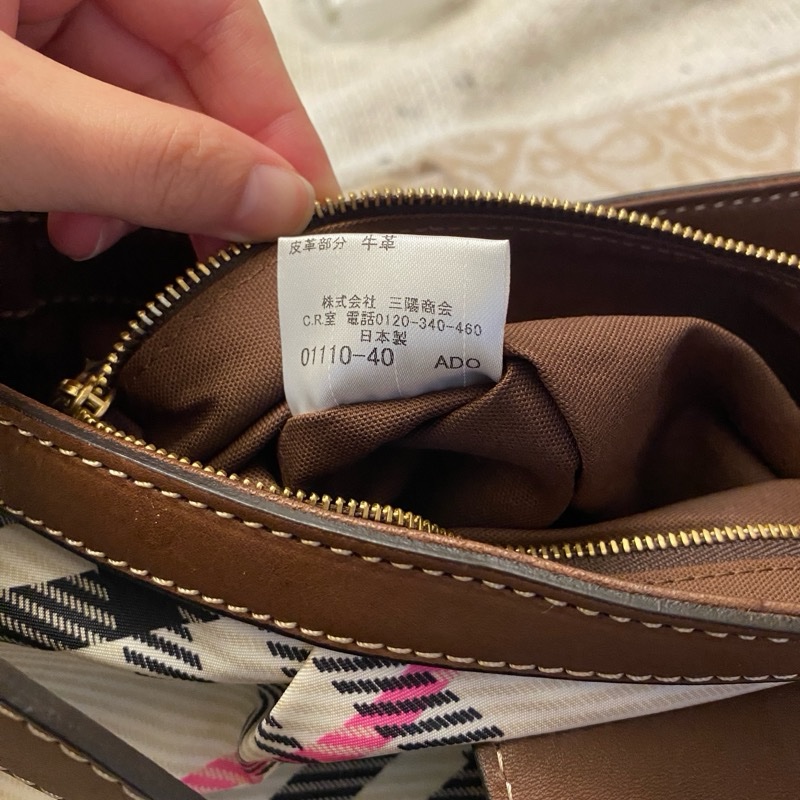 皮革部分 牛革
株式会社 三陽商会
C.R.室 電話0120-340-460
日本製
01110-40 ADO